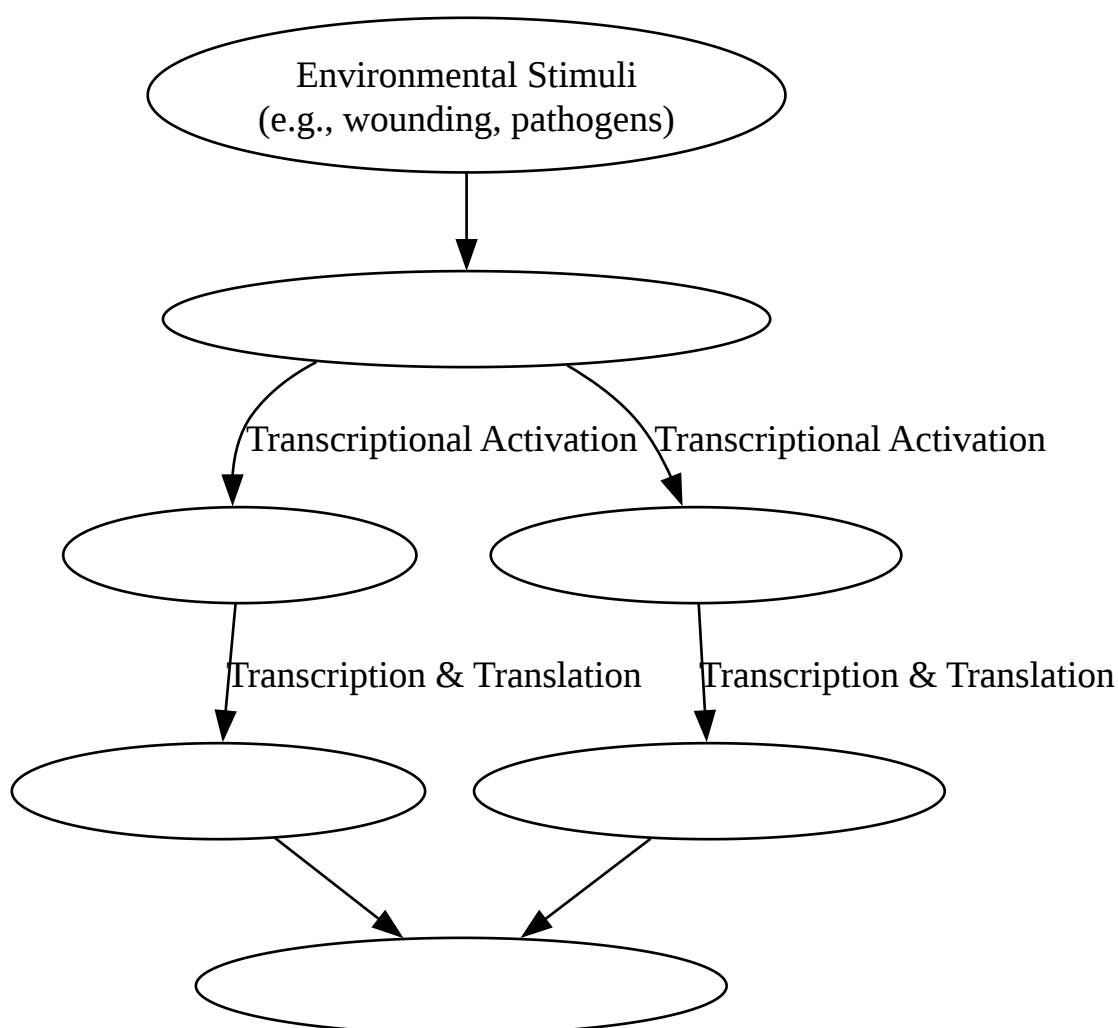 Environmental Stimuli
(e.g., wounding, pathogens)
Transcriptional Activation
Transcriptional Activation
Transcription & Translation
Transcription & Translation